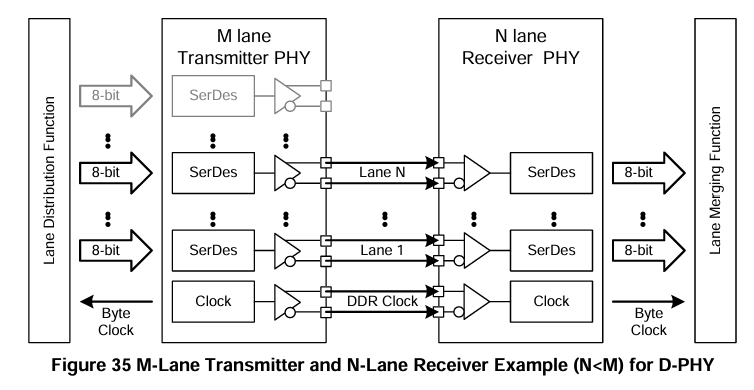 M lane
Transmitter PHY
N lane
Receiver PHY
Lane Distribution Function
8-bit
SerDes
8-bit
SerDes
Lane N
SerDes
8-bit
8-bit
SerDes
Lane 1
SerDes
8-bit
Byte
Clock
Clock
DDR Clock
Clock
Byte
Clock
Lane Merging Function
Figure 35 M-Lane Transmitter and N-Lane Receiver Example (N<M) for D-PHY